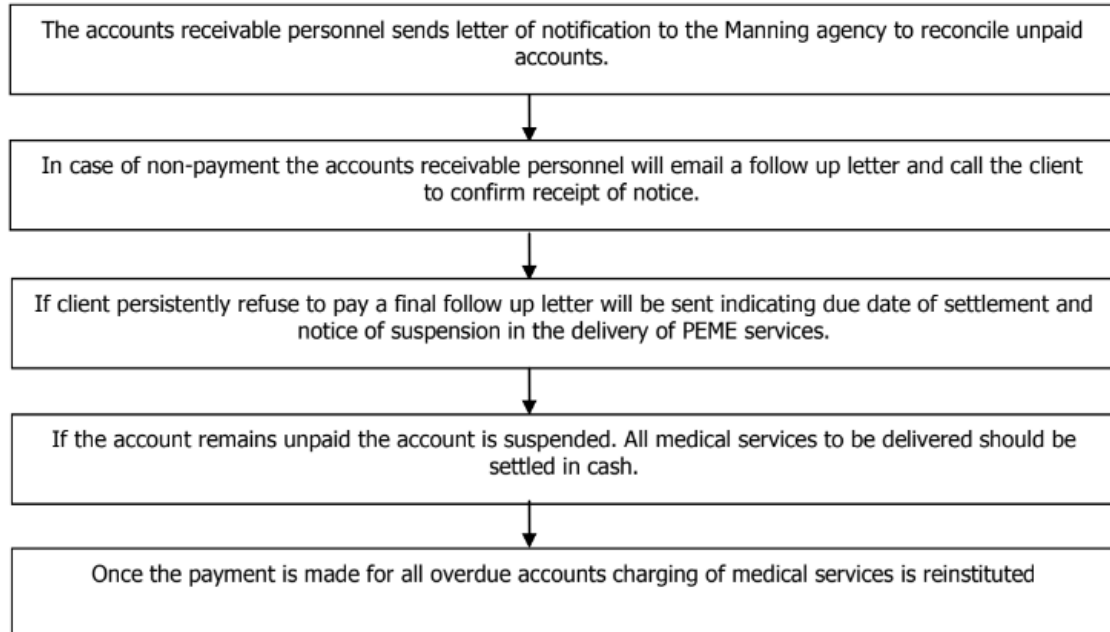 The accounts receivable personnel sends letter of notification to the Manning agency to reconcile unpaid
accounts.
In case of non-payment the accounts receivable personnel will email a follow up letter and call the client
to confirm receipt of notice.
If client persistently refuse to pay a final follow up letter will be sent indicating due date of settlement and
notice of suspension in the delivery of PEME services.
If the account remains unpaid the account is suspended. All medical services to be delivered should be
settled in cash.
Once the payment is made for all overdue accounts charging of medical services is reinstituted